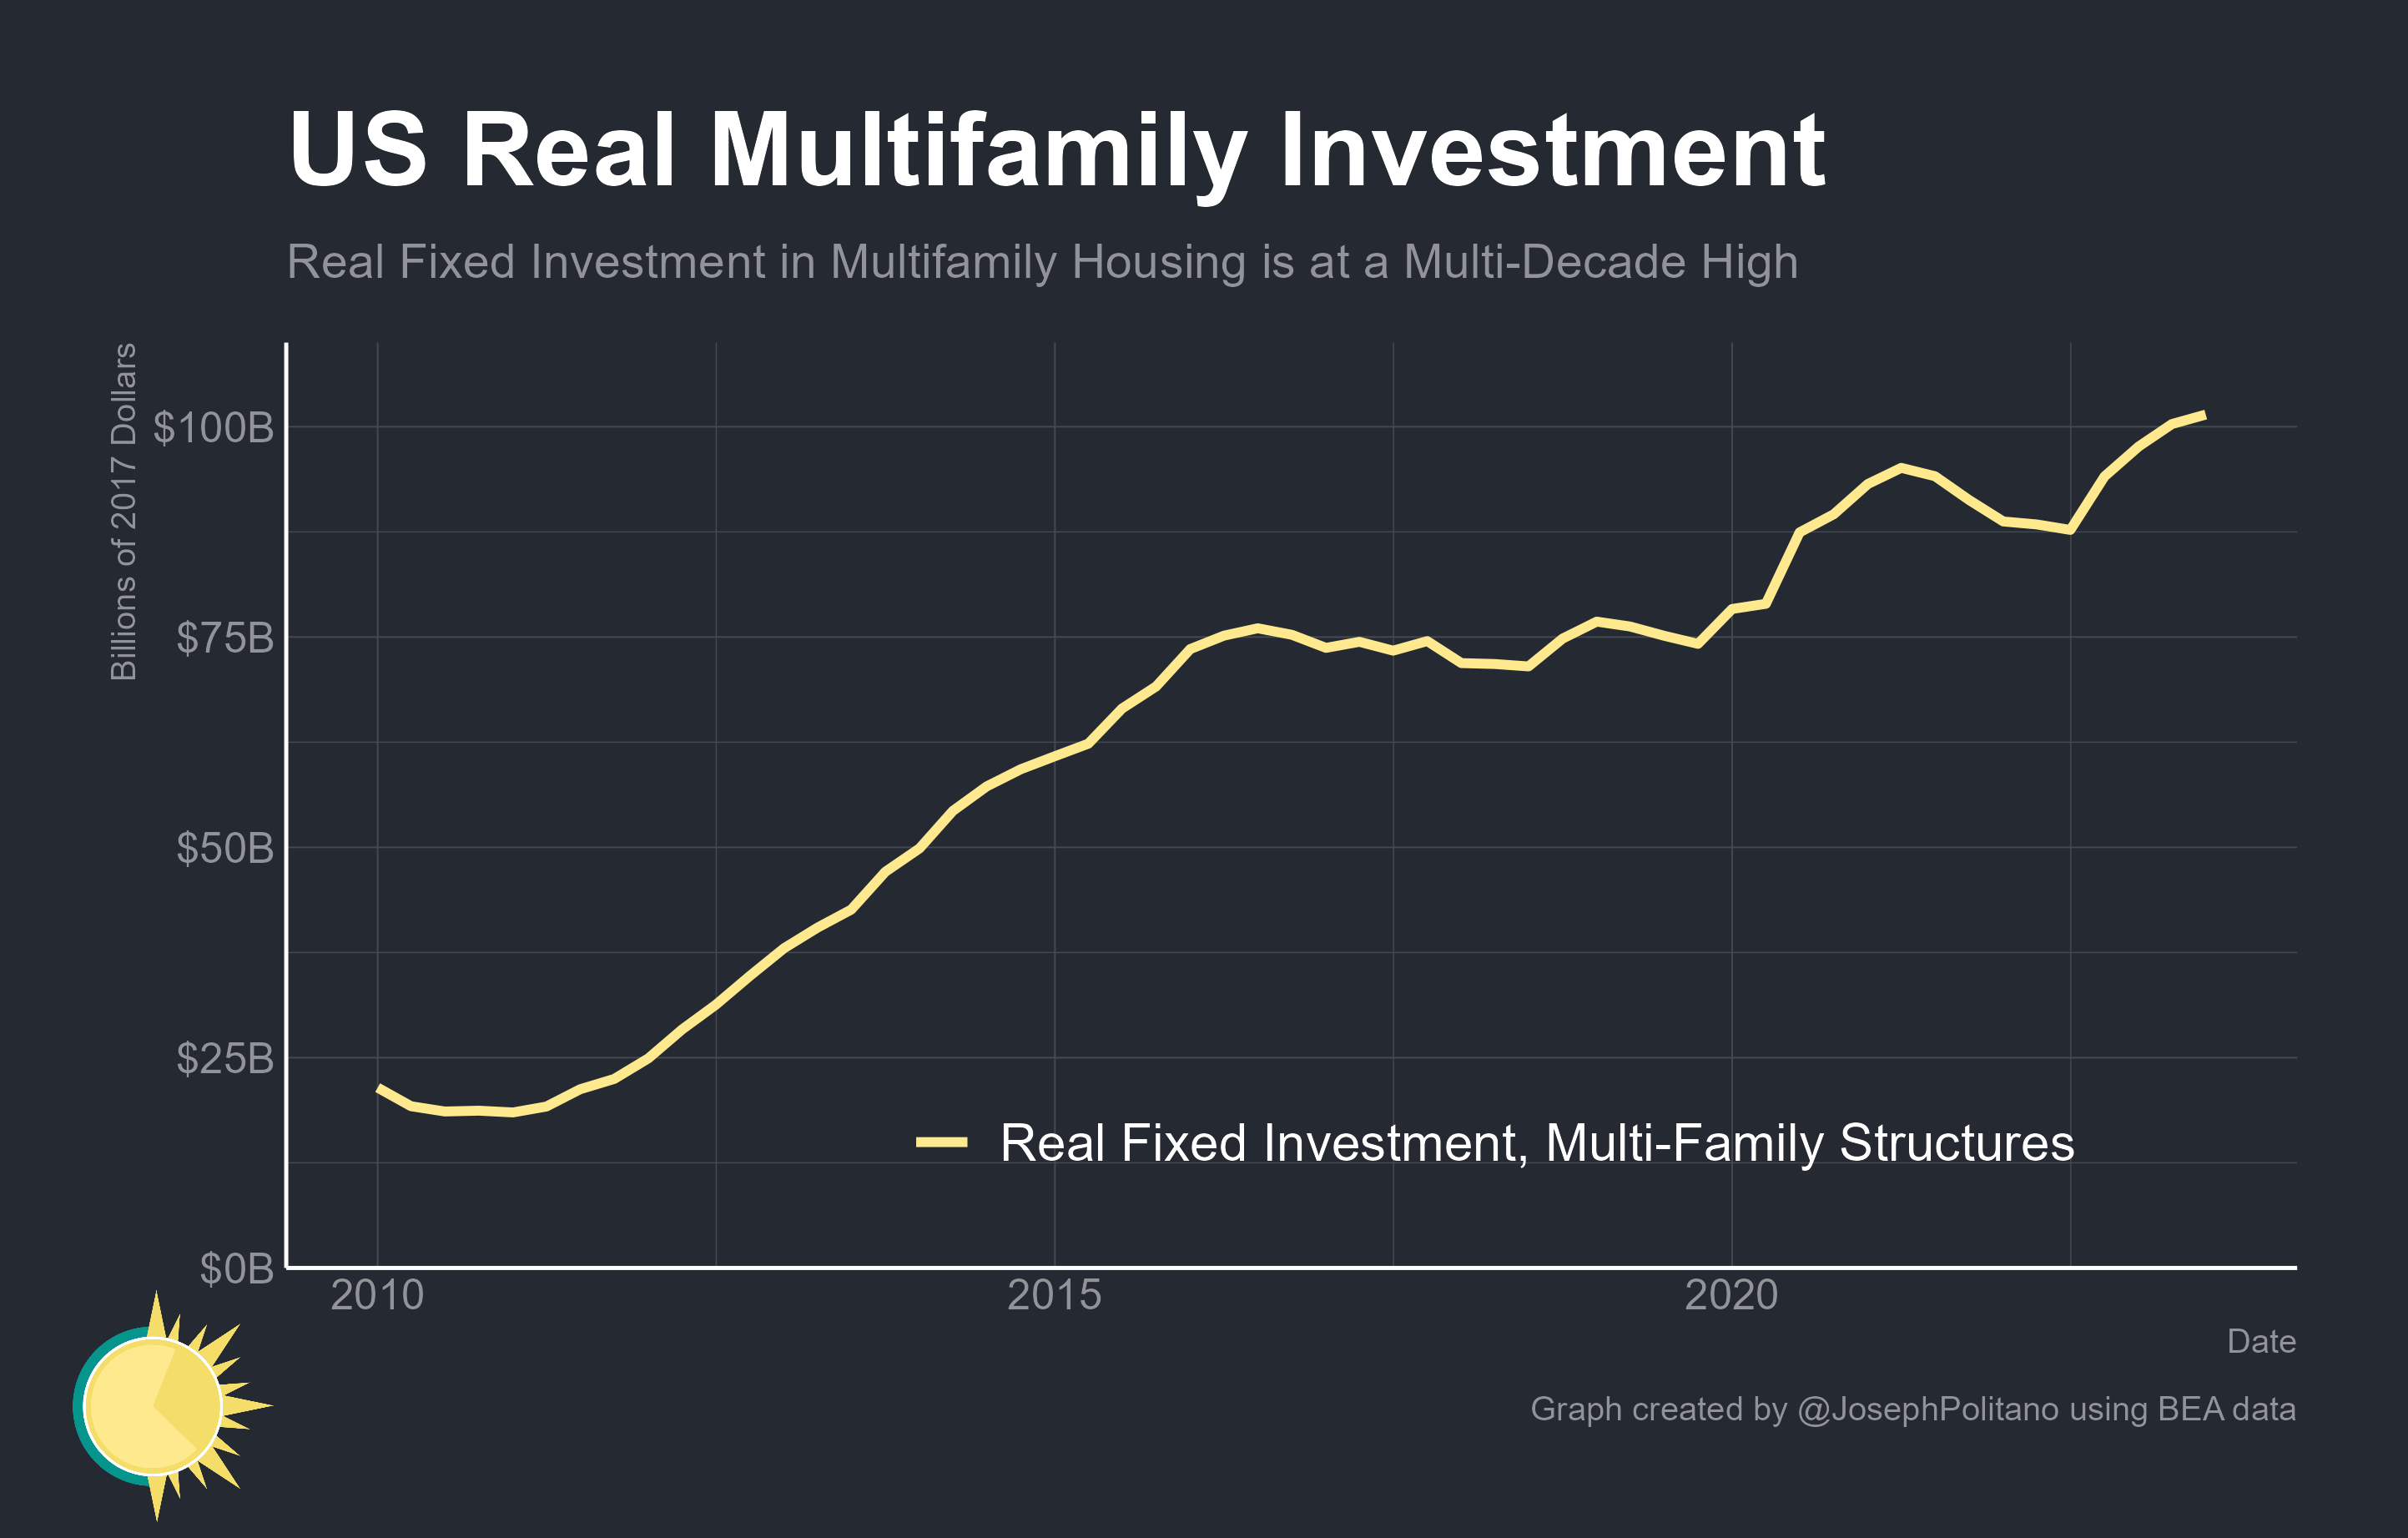 US Real Multifamily Investment
Real Fixed Investment in Multifamily Housing is at a Multi-Decade High
Billions of 2017 Dollars
$100B
$75B
$50B
$25B
$0B
Real Fixed Investment, Multi-Family Structures
2010
2015
2020
Date
Graph created by @JosephPolitano using BEA data